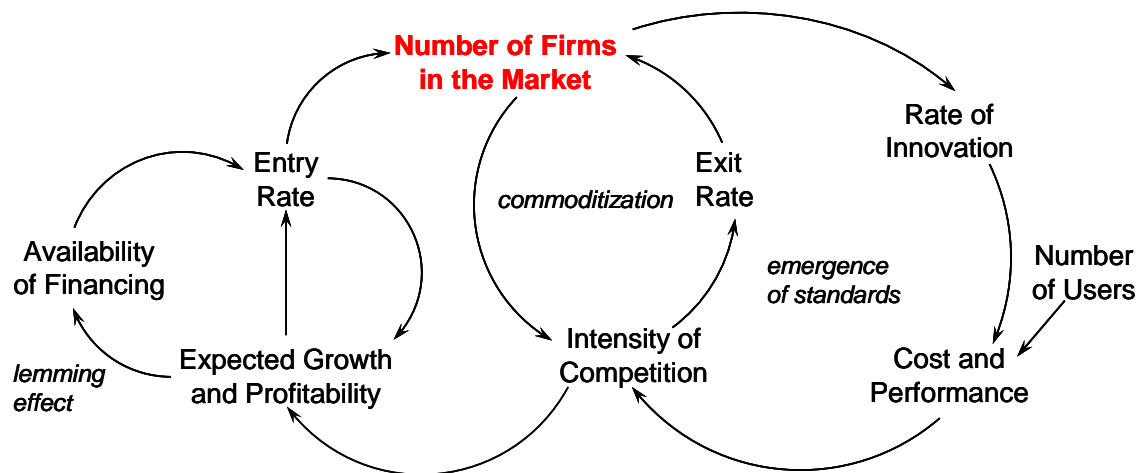 Number of Firms
in the Market
Rate of
Innovation
Entry
Rate
commoditization
Exit
Rate
Availability
of Financing
emergence
of standards
Number
of Users
lemming
effect
Expected Growth
and Profitability
Intensity of
Competition
Cost and
Performance